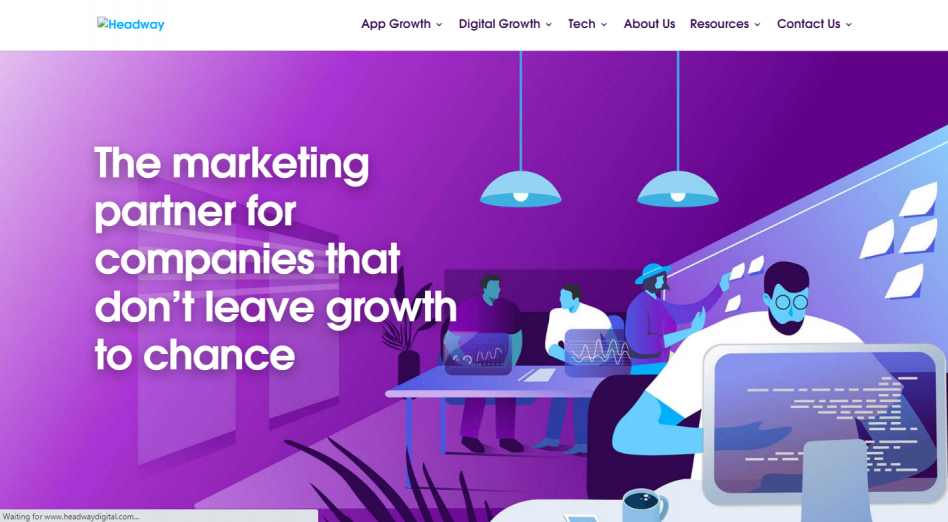 Headway
App Growth
Digital Growth
Tech
About Us
Resources
Contact Us
The marketing
partner for
companies that
don't leave growth
to chance
Waiting for www.headwaydigital.com...